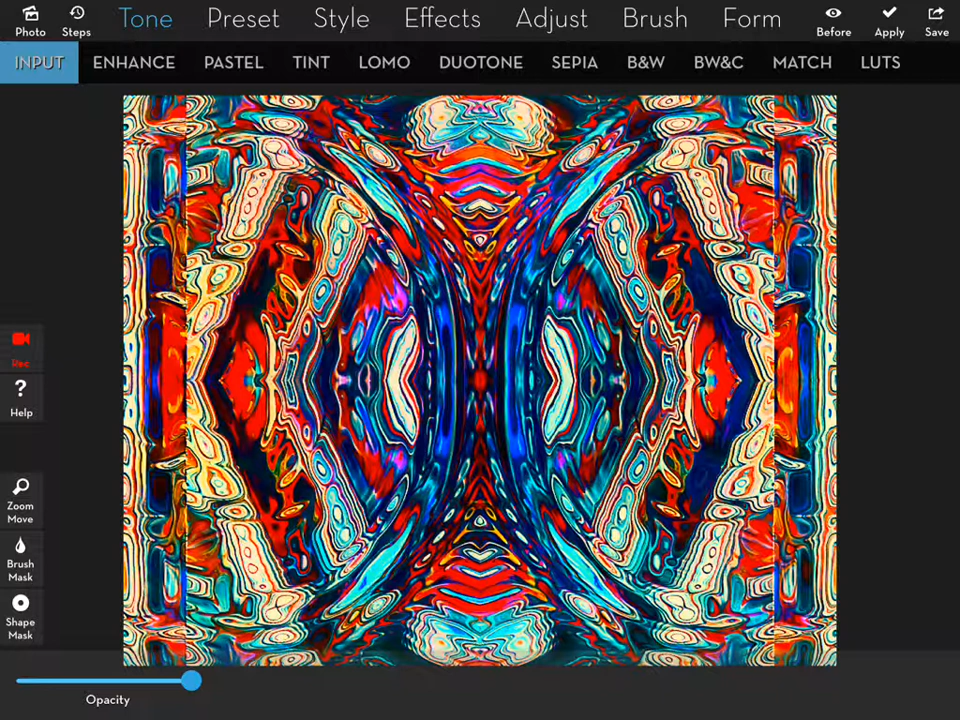 Photo Steps Tone Preset Style Effects Adjust Brush Form Before Apply Save
INPUT ENHANCE PASTEL TINT LOMO DUOTONE SEPIA B&W BW&C MATCH LUTS
Rec
?
Help
Zoom
Move
Brush
Mask
Shape
Mask
Opacity